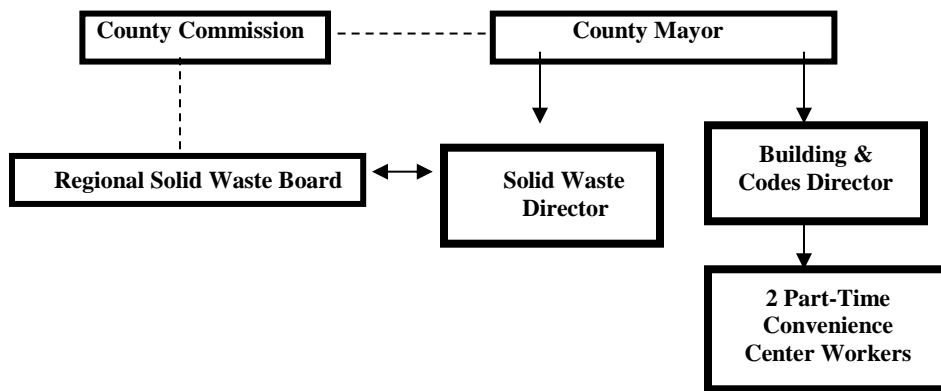 County Commission
County Mayor
Regional Solid Waste Board
Solid Waste
Director
Building &
Codes Director
2 Part-Time
Convenience
Center Workers